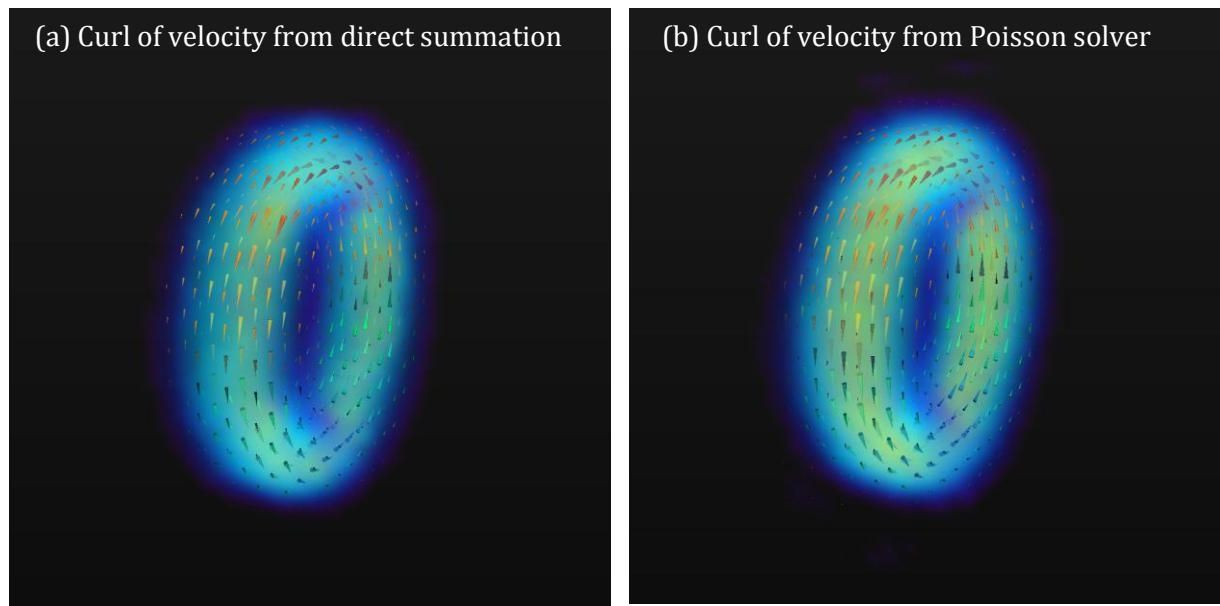 (a) Curl of velocity from direct summation
(b) Curl of velocity from Poisson solver